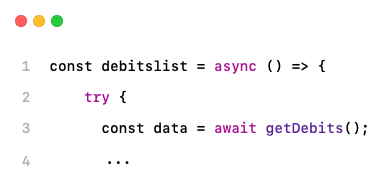 1 const debitslist = async () => {
2 try {
3 const data = await getDebits();
4 ...